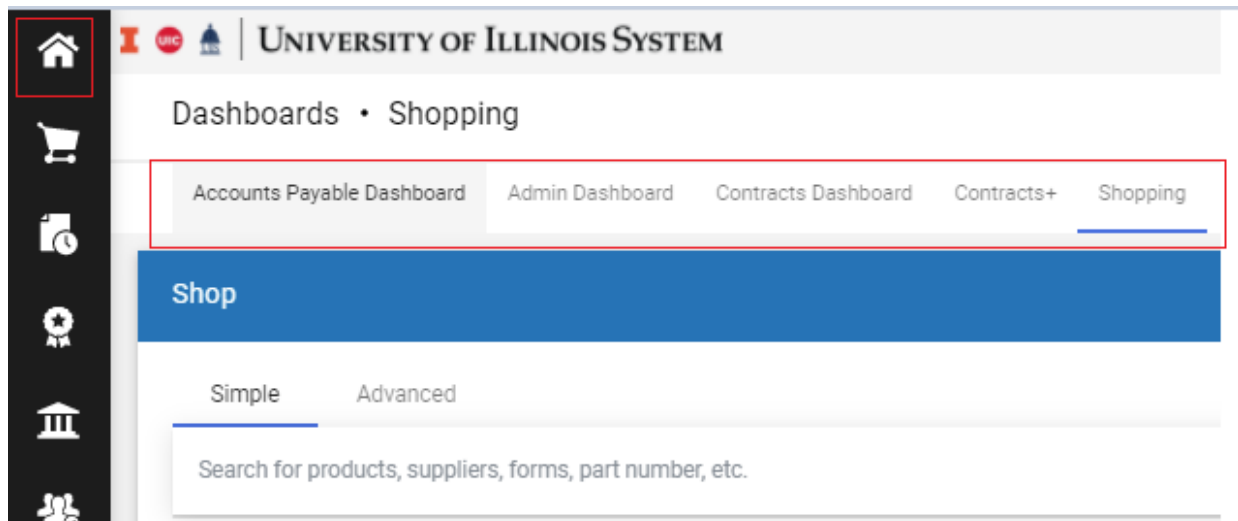 UIC
UNIVERSITY OF ILLINOIS SYSTEM
Dashboards • Shopping
Accounts Payable Dashboard Admin Dashboard Contracts Dashboard Contracts+ Shopping
Shop
Simple Advanced
Search for products, suppliers, forms, part number, etc.